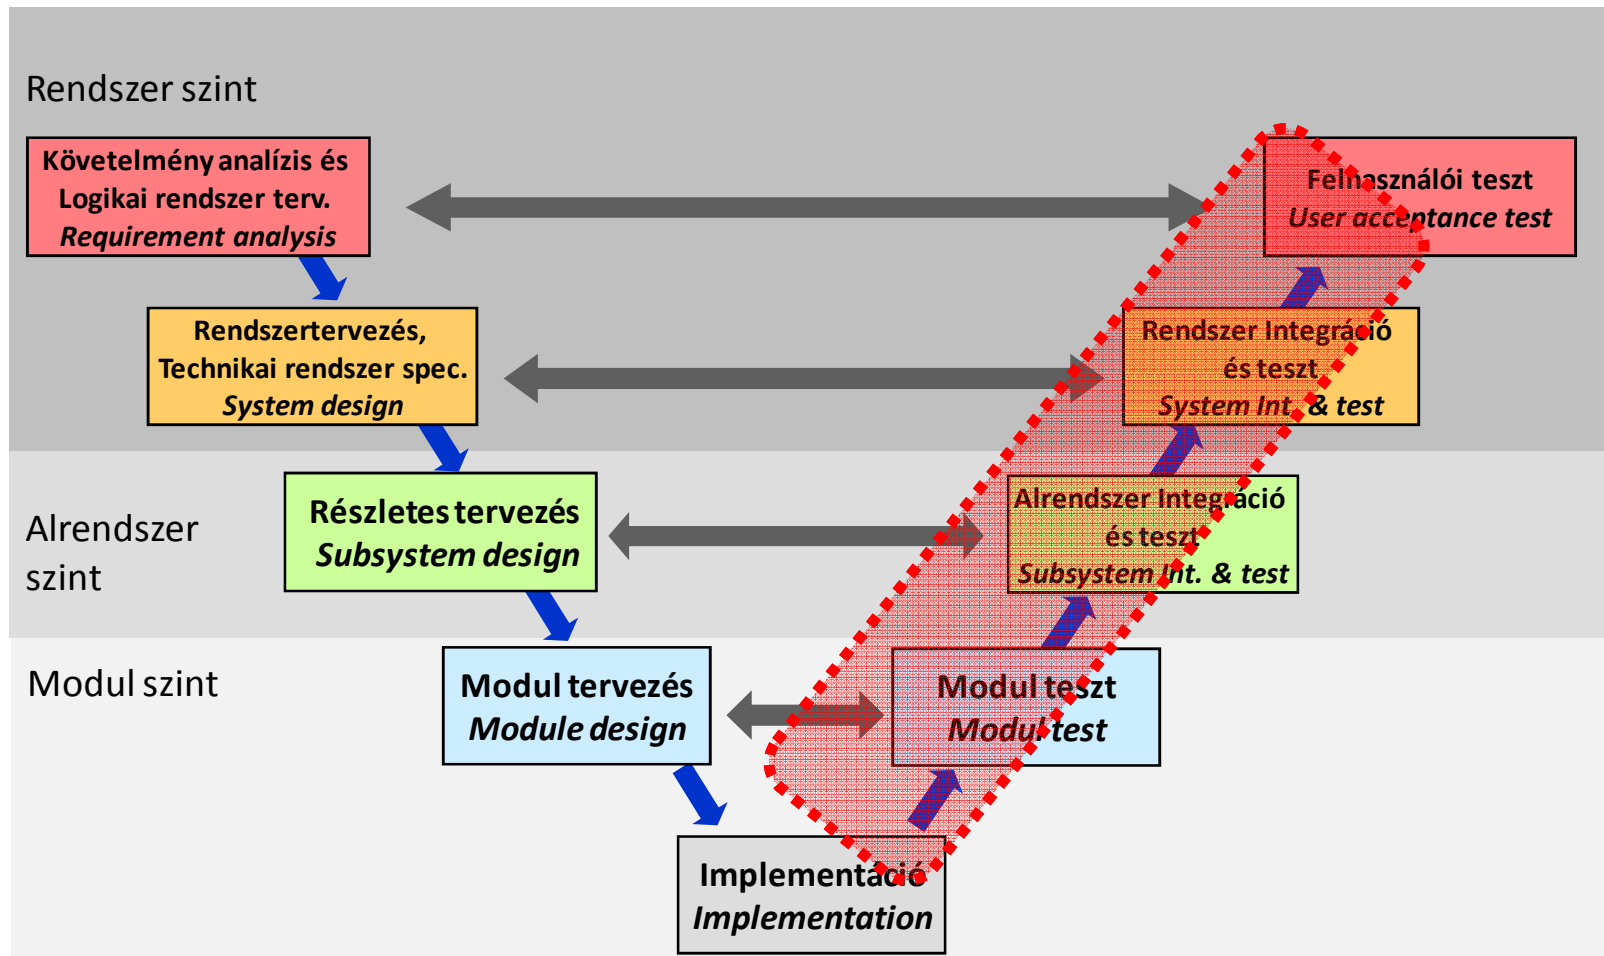 Rendszer szint
Követelmény analízis és
Logikai rendszer terv.
Requirement analysis
Felhasználói teszt
User acceptance test
Rendszertervezés,
Technikai rendszer spec.
System design
Rendszer Integráció
és teszt
System Int. & test
Alrendszer
szint
Részletes tervezés
Subsystem design
Alrendszer Integráció
és teszt
Subsystem Int. & test
Modul szint
Modul tervezés
Module design
Modul teszt
Modul test
Implementáció
Implementation